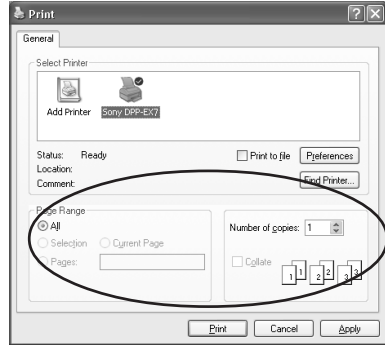 Print
General
Select Printer
Add Printer Sony DPP-EX7
Status: Ready Print to file Preferences
Location: Find Printer...
Comment:
Page Range
All Number of copies: 1
Selection Current Page
Pages: Collate
1 1 2 2 3 3
Print Cancel Apply